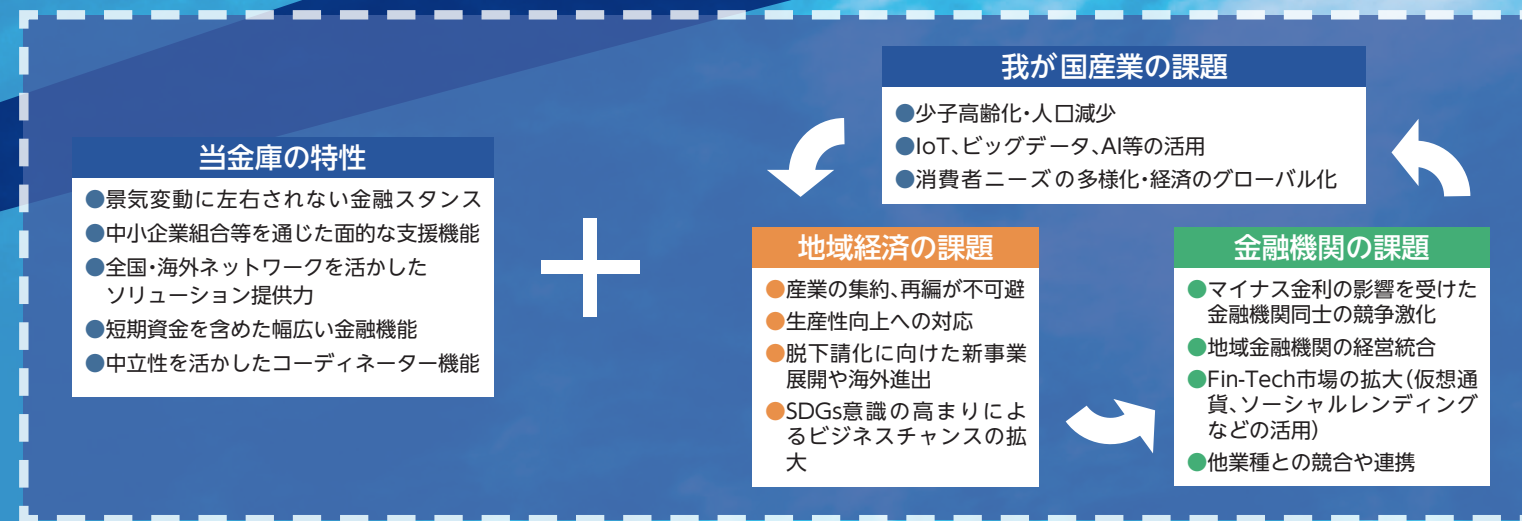 当金庫の特性
●景気変動に左右されない金融スタンス
●中小企業組合等を通じた面的な支援機能
●全国・海外ネットワークを活かした
ソリューション提供力
●短期資金を含めた幅広い金融機能
●中立性を活かしたコーディネーター機能
我が国産業の課題
●少子高齢化・人口減少
●IoT、ビッグデータ、AI等の活用
●消費者ニーズの多様化・経済のグローバル化
地域経済の課題
●産業の集約、再編が不可避
●生産性向上への対応
●脱下請化に向けた新事業
展開や海外進出
●SDGs意識の高まりによ
るビジネスチャンスの拡
大
金融機関の課題
●マイナス金利の影響を受けた
金融機関同士の競争激化
●地域金融機関の経営統合
●Fin-Tech市場の拡大(仮想通
貨、ソーシャルレンディング
などの活用)
●他業種との競合や連携